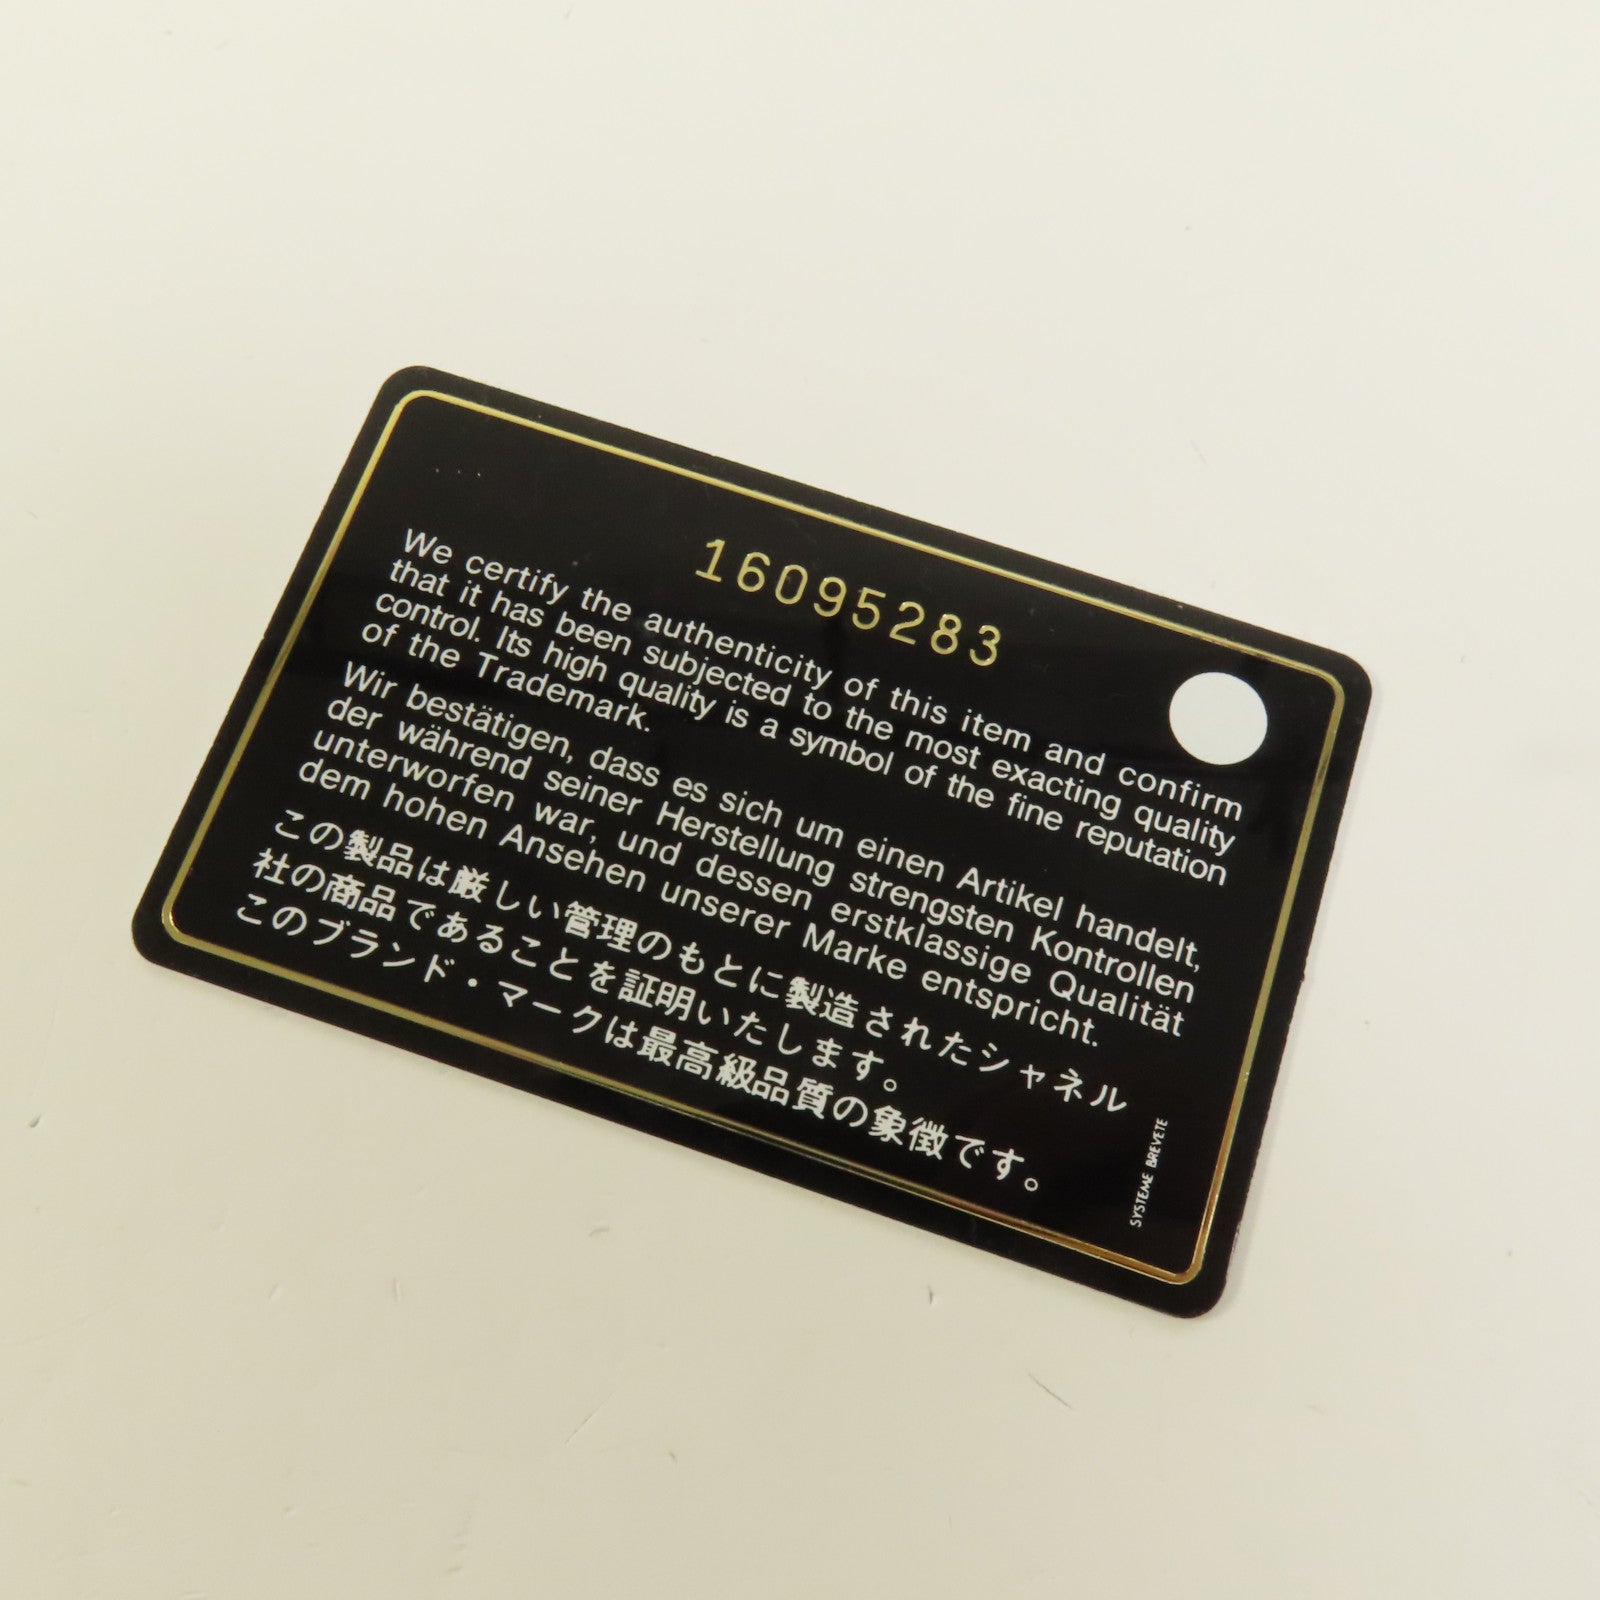 16095283
We certify the authenticity of this item and confirm
that it has been subjected to the most exacting quality
control. Its high quality is a symbol of the fine reputation
of the Trademark.
Wir bestätigen, dass es sich um einen Artikel handelt,
der während seiner Herstellung strengsten Kontrollen
unterworfen war, und dessen erstklassige Qualität
dem hohen Ansehen unserer Marke entspricht.
この製品は厳しい管理のもとに製造されたシャネル
社の商品であることを証明いたします。
このブランド・マークは最高級品質の象徴です。
SYSTEME BREVETE